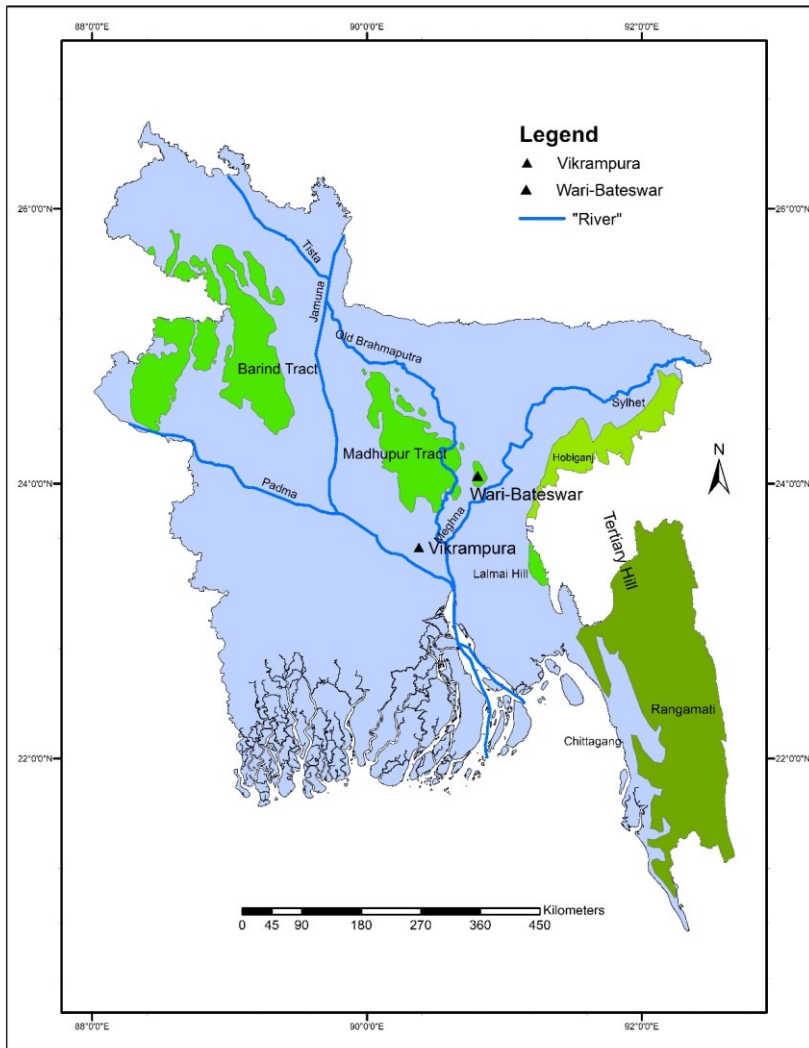 88°0'0"E
90°0'0"E
92°0'0"E
Legend
Vikrampura
Wari-Bateswar
"River"
26°0'0"N
26°0'0"N
Tista
Jamuna
Old Brahmaputra
Barind Tract
Sylhet
Madhupur Tract
Hobiganj
N
24°0'0"N
24°0'0"N
Wari-Bateswar
Padma
Meghna
Vikrampura
Tertiary Hill
Lalmai Hill
Rangamati
Chittagang
22°0'0"N
22°0'0"N
Kilometers
0 45 90 180 270 360 450
88°0'0"E
90°0'0"E
92°0'0"E